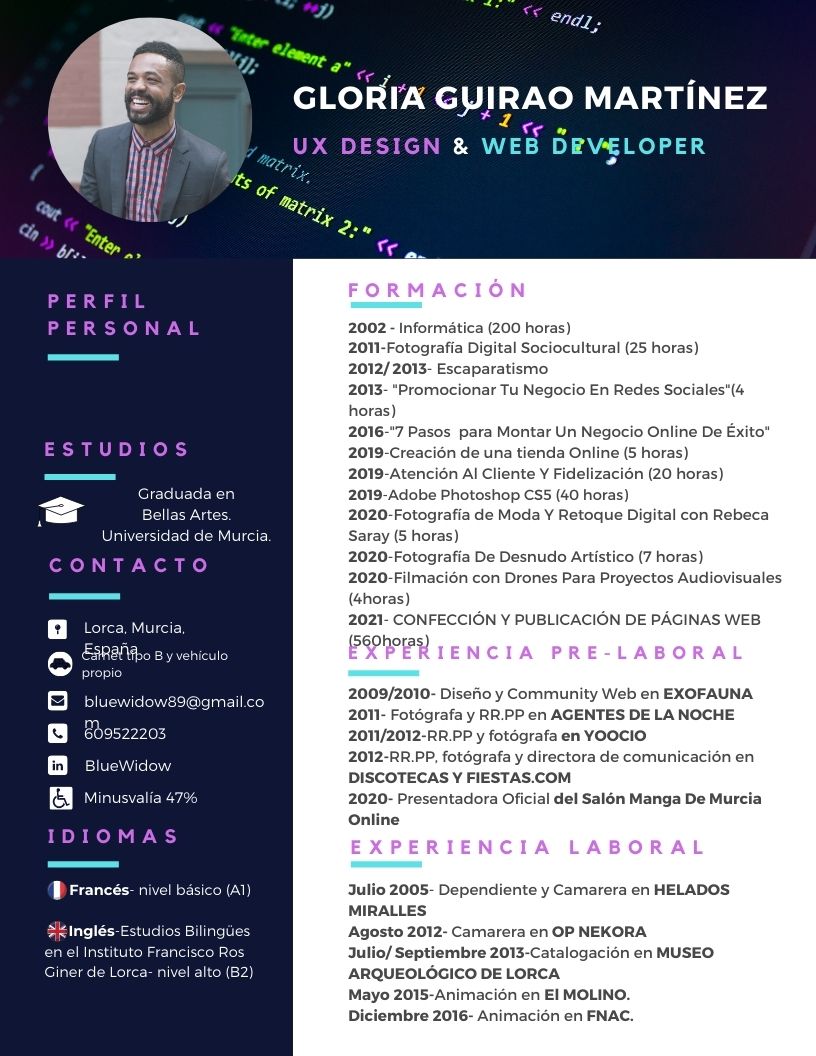 1:" << endl;
cout << "Enter element a" << i + 1 << j + 1 << " : ";
GLORIA GUIRAO MARTÍNEZ
UX DESIGN & WEB DEVELOPER
d matrix.
ts of matrix 2:" <<
cout << "Enter el
cin >> b[i
PERFIL
PERSONAL
ESTUDIOS
Graduada en
Bellas Artes.
Universidad de Murcia.
CONTACTO
Lorca, Murcia,
España
Carnet tipo B y vehículo
propio
bluewidow89@gmail.co
m
609522203
BlueWidow
Minusvalía 47%
IDIOMAS
Francés- nivel básico (A1)
Inglés-Estudios Bilingües
en el Instituto Francisco Ros
Giner de Lorca- nivel alto (B2)
FORMACIÓN
2002 - Informática (200 horas)
2011-Fotografía Digital Sociocultural (25 horas)
2012/ 2013- Escaparatismo
2013- "Promocionar Tu Negocio En Redes Sociales"(4
horas)
2016-"7 Pasos  para Montar Un Negocio Online De Éxito"
2019-Creación de una tienda Online (5 horas)
2019-Atención Al Cliente Y Fidelización (20 horas)
2019-Adobe Photoshop CS5 (40 horas)
2020-Fotografía de Moda Y Retoque Digital con Rebeca
Saray (5 horas)
2020-Fotografía De Desnudo Artístico (7 horas)
2020-Filmación con Drones Para Proyectos Audiovisuales
(4horas)
2021- CONFECCIÓN Y PUBLICACIÓN DE PÁGINAS WEB
(560horas)
EXPERIENCIA PRE-LABORAL
2009/2010- Diseño y Community Web en EXOFAUNA
2011- Fotógrafa y RR.PP en AGENTES DE LA NOCHE
2011/2012-RR.PP y fotógrafa en YOOCIO
2012-RR.PP, fotógrafa y directora de comunicación en
DISCOTECAS Y FIESTAS.COM
2020- Presentadora Oficial del Salón Manga De Murcia
Online
EXPERIENCIA LABORAL
Julio 2005- Dependiente y Camarera en HELADOS
MIRALLES
Agosto 2012- Camarera en OP NEKORA
Julio/ Septiembre 2013-Catalogación en MUSEO
ARQUEOLÓGICO DE LORCA
Mayo 2015-Animación en El MOLINO.
Diciembre 2016- Animación en FNAC.